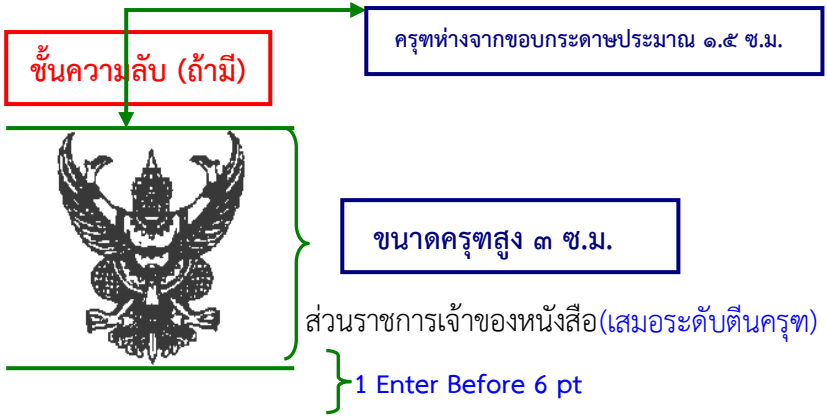 ครุฑห่างจากขอบกระดาษประมาณ ๑.๕ ซ.ม.
ชั้นความลับ (ถ้ามี)
ขนาดครุฑสูง ๓ ซ.ม.
ส่วนราชการเจ้าของหนังสือ(เสมอระดับตีนครุฑ)
1 Enter Before 6 pt